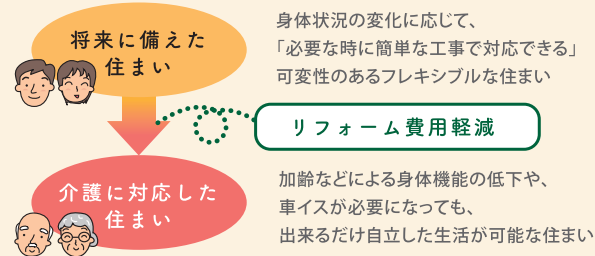 将来に備えた
住まい
身体状況の変化に応じて、
「必要な時に簡単な工事で対応できる」
可変性のあるフレキシブルな住まい
リフォーム費用軽減
介護に対応した
住まい
加齢などによる身体機能の低下や、
車イスが必要になっても、
出来るだけ自立した生活が可能な住まい